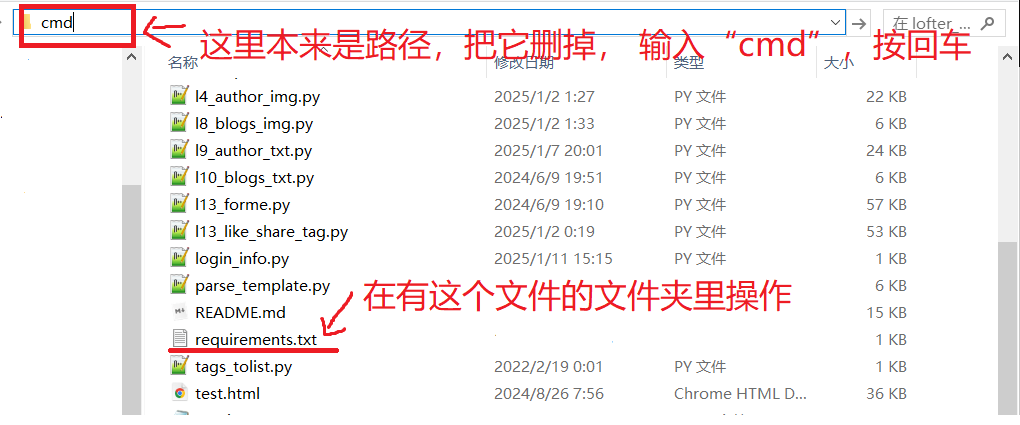 cmd
在 lofter_ ...
这里本来是路径，把它删掉， 输入 “cmd” ，按回车
名称 修改日期 类型 大小
l4_author_img.py 2025/1/2 1:27 PY 文件 22 KB
l8_blogs_img.py 2025/1/2 1:33 PY 文件 6 KB
l9_author_txt.py 2025/1/7 20:01 PY 文件 24 KB
l10_blogs_txt.py 2024/6/9 19:51 PY 文件 6 KB
l13_forme.py 2024/6/9 19:10 PY 文件 57 KB
l13_like_share_tag.py 2025/1/2 0:19 PY 文件 53 KB
login_info.py 2025/1/11 15:15 PY 文件 1 KB
parse_template.py 6 KB
在有这个文件的文件夹里操作
README.md 15 KB
requirements.txt 1 KB
tags_tolist.py 2022/2/19 0:01 PY 文件 1 KB
test.html 2024/8/26 7:56 Chrome HTML D... 36 KB